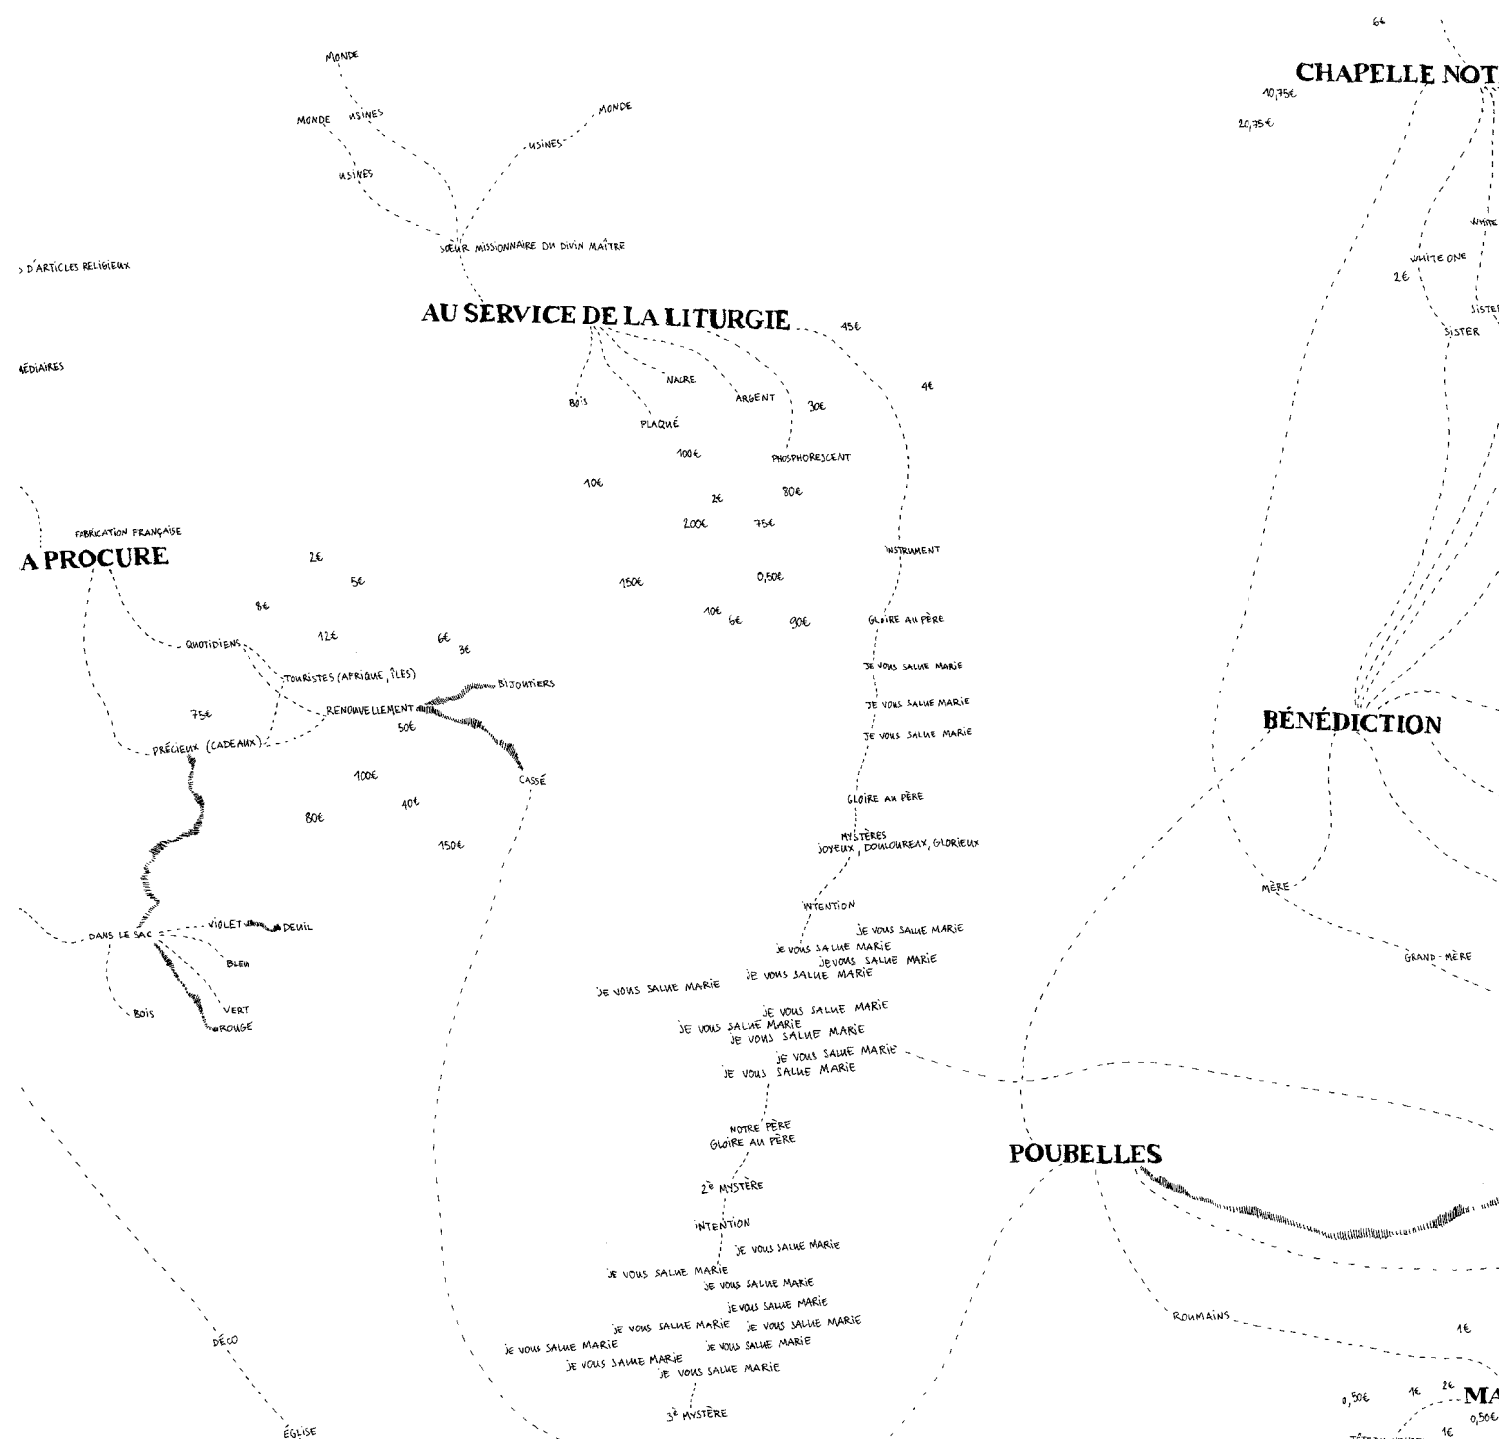 6€
MONDE
CHAPELLE NOT
10,75€
MONDE
USINES
MONDE
20,75€
USINES
USINES
WHITE
SŒUR MISSIONNAIRE DU DIVIN MAÎTRE
WHITE ONE
D'ARTICLES RELIGIEUX
2€
AU SERVICE DE LA LITURGIE
45€
SISTER
SISTER
ÉDIAIRES
NACRE
4€
BOIS
ARGENT
30€
PLAQUÉ
100€
PHOSPHORESCENT
10€
2€
80€
200€
75€
FABRICATION FRANÇAISE
A PROCURE
2€
INSTRUMENT
5€
150€
0,50€
8€
10€
6€
90€
GLOIRE AU PÈRE
12€
6€
3€
QUOTIDIENS
JE VOUS SALUE MARIE
TOURISTES (AFRIQUE, ÎLES)
BIJOUTIERS
JE VOUS SALUE MARIE
75€
RENOUVELLEMENT
50€
BÉNÉDICTION
JE VOUS SALUE MARIE
PRÉCIEUX (CADEAUX)
100€
CASSÉ
40€
GLOIRE AU PÈRE
80€
MYSTÈRES
JOYEUX, DOULOUREUX, GLORIEUX
150€
MÈRE
INTENTION
VIOLET
DEUIL
JE VOUS SALUE MARIE
DANS LE SAC
JE VOUS SALUE MARIE
GRAND-MÈRE
BLEU
JE VOUS SALUE MARIE
JE VOUS SALUE MARIE
JE VOUS SALUE MARIE
BOIS
VERT
JE VOUS SALUE MARIE
ROUGE
JE VOUS SALUE MARIE
JE VOUS SALUE MARIE
JE VOUS SALUE MARIE
JE VOUS SALUE MARIE
NOTRE PÈRE
GLOIRE AU PÈRE
POUBELLES
2È MYSTÈRE
INTENTION
JE VOUS SALUE MARIE
JE VOUS SALUE MARIE
JE VOUS SALUE MARIE
JE VOUS SALUE MARIE
ROUMAINS
JE VOUS SALUE MARIE
JE VOUS SALUE MARIE
1€
DÉCO
JE VOUS SALUE MARIE
JE VOUS SALUE MARIE
JE VOUS SALUE MARIE
JE VOUS SALUE MARIE
0,50€
1€
2€
MA
3È MYSTÈRE
0,50€
ÉGLISE
1€